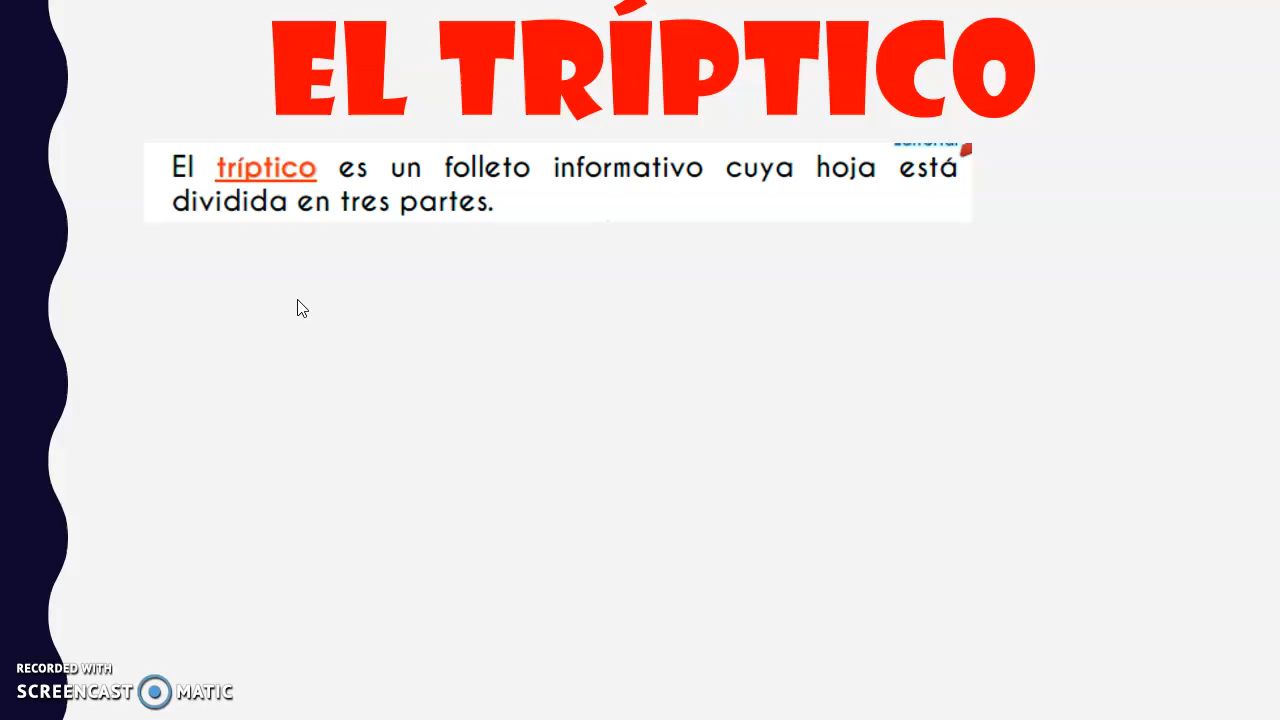 EL TRÍPTICO
El tríptico es un folleto informativo cuya hoja está
dividida en tres partes.
RECORDED WITH
SCREENCAST MATIC